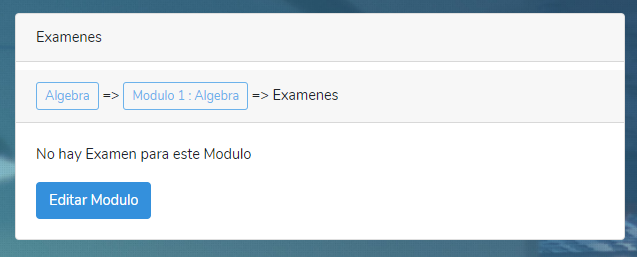 Examenes
Algebra => Modulo 1 : Algebra => Examenes
No hay Examen para este Modulo
Editar Modulo